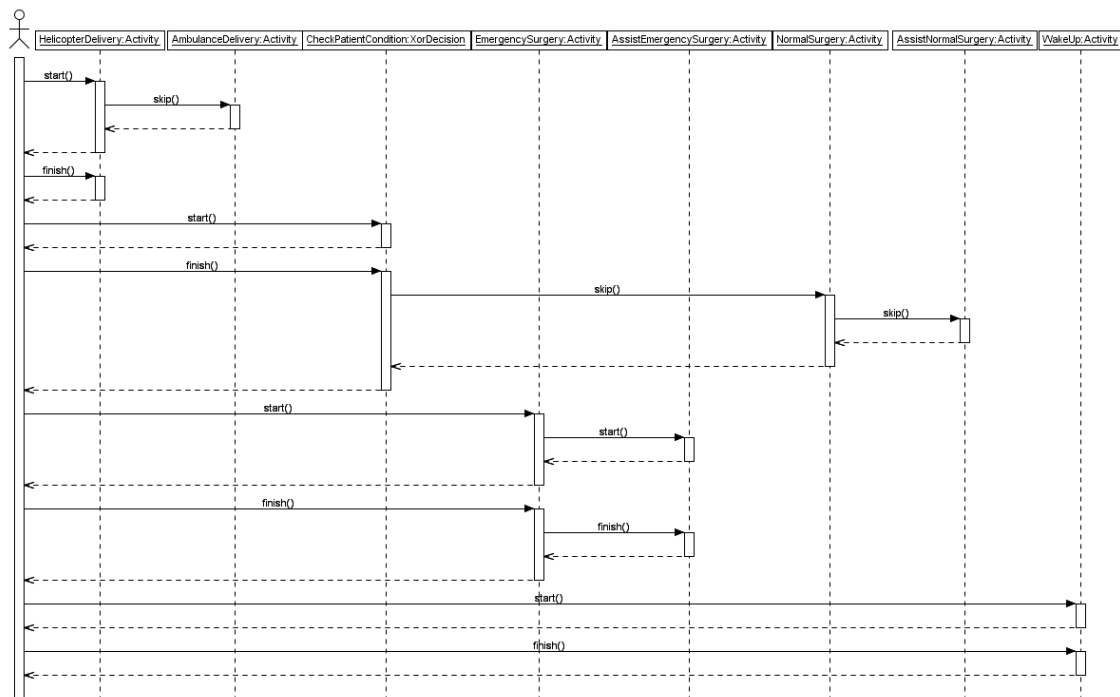 HelicopterDelivery:Activity AmbulanceDelivery:Activity CheckPatientCondition:XorDecision EmergencySurgery:Activity AssistEmergencySurgery:Activity NormalSurgery:Activity AssistNormalSurgery:Activity WakeUp:Activity
start()
skip()
finish()
start()
finish()
skip()
skip()
start()
start()
finish()
finish()
start()
finish()